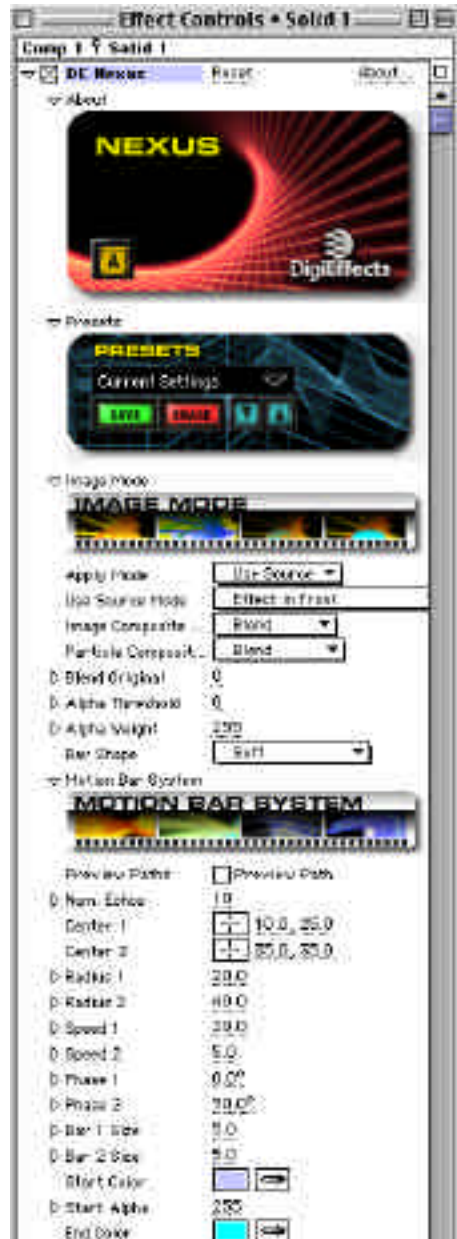 Effect Controls • Solid 1
Comp 1 • Solid 1
DE Nexus Reset About...
About
NEXUS
A
DigiEffects
Presets
PRESETS
Current Settings
SAVE ERASE
Image Mode
IMAGE MODE
Apply Mode Use Source
Use Source Mode Effect in front
Image Composite ... Blend
Particle Composit... Blend
Blend Original 0
Alpha Threshold 0
Alpha Weight 255
Bar Shape Soft
Motion Bar System
MOTION BAR SYSTEM
Preview Paths Preview Path
Num. Echos 10
Center 1 10.0, 35.0
Center 2 35.0, 35.0
Radius 1 20.0
Radius 2 40.0
Speed 1 20.0
Speed 2 5.0
Phase 1 0.0°
Phase 2 30.0°
Bar 1 Size 5.0
Bar 2 Size 5.0
Start Color
Start Alpha 255
End Color